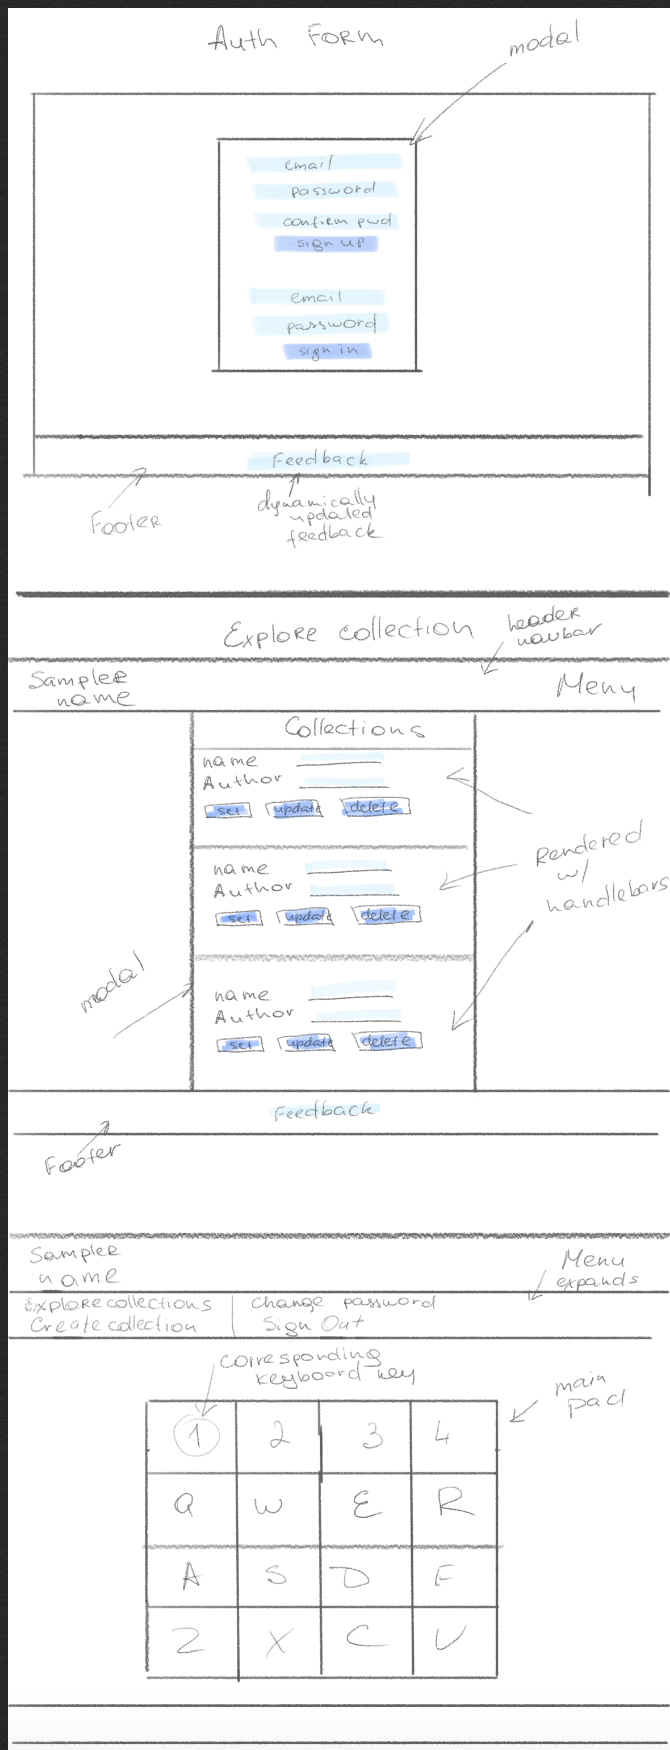 Auth Form
modal
email
password
confirm pwd
sign up
email
password
sign in
Feedback
Footer
dynamically
updated
feedback
Explore collection
header
navbar
Sampler
name
Menu
Collections
name
Author
set update delete
name
Author
set update delete
name
Author
set update delete
Rendered
w/
handlebars
modal
Feedback
Footer
Sampler
name
Menu
expands
Explore collections
Create collection
Change password
Sign Out
corresponding
keyboard key
main
pad
1 2 3 4
Q W E R
A S D F
Z X C V